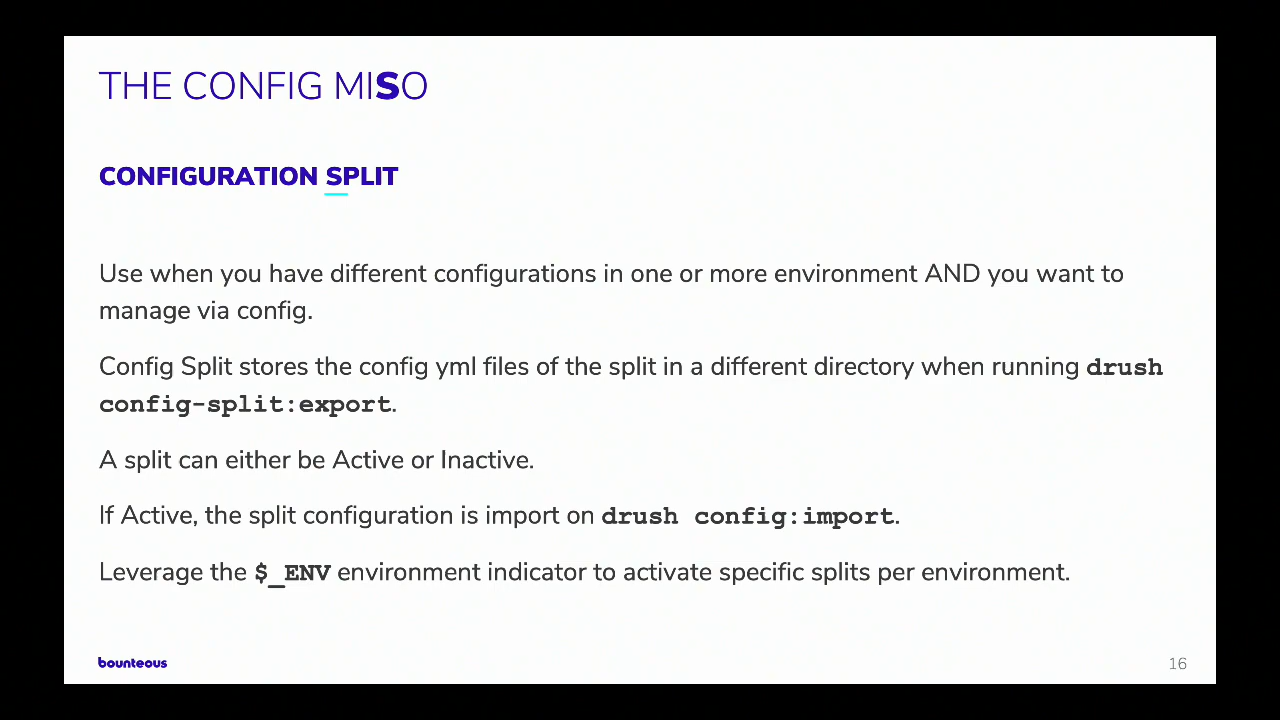 THE CONFIG MISO
CONFIGURATION SPLIT
Use when you have different configurations in one or more environment AND you want to
manage via config.
Config Split stores the config yml files of the split in a different directory when running drush
config-split:export.
A split can either be Active or Inactive.
If Active, the split configuration is import on drush config:import.
Leverage the $_ENV environment indicator to activate specific splits per environment.
bounteous
16